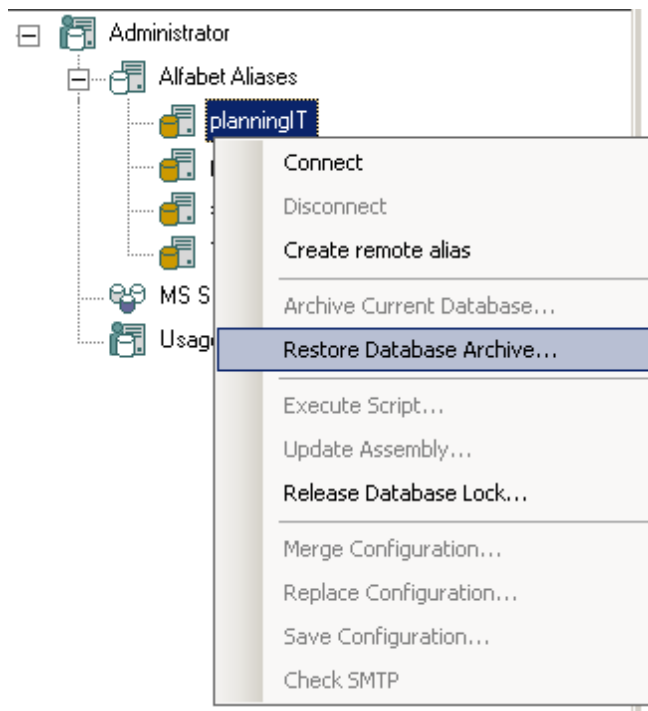 Administrator
Alfabet Aliases
planningIT
Connect
Disconnect
Create remote alias
MS S
Archive Current Database...
Usag
Restore Database Archive...
Execute Script...
Update Assembly...
Release Database Lock...
Merge Configuration...
Replace Configuration...
Save Configuration...
Check SMTP